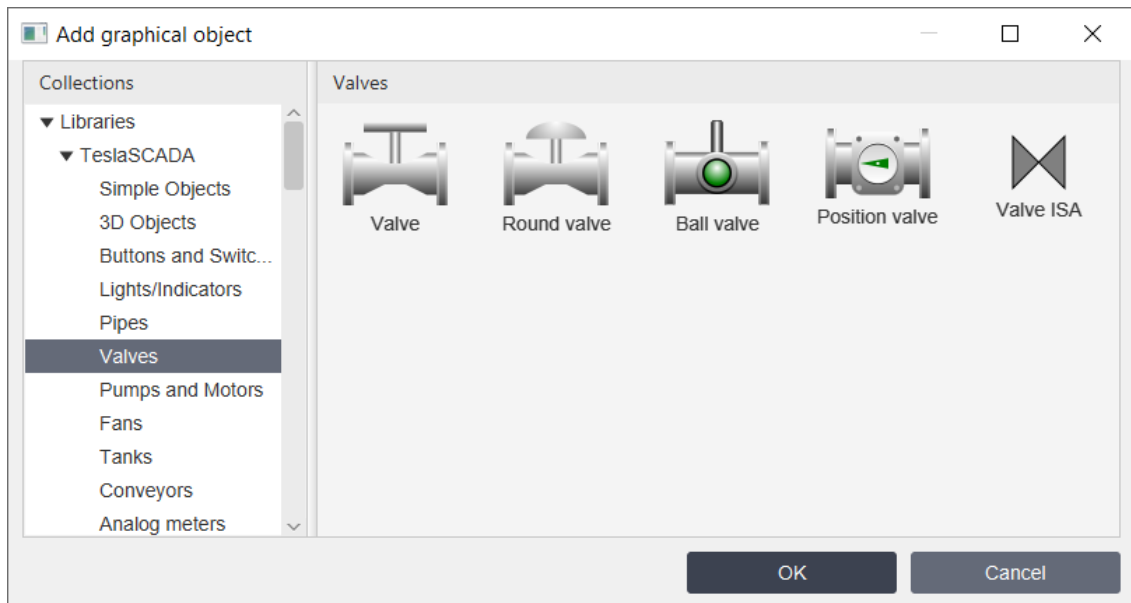 Add graphical object
Collections
Valves
Libraries
TeslaSCADA
Simple Objects
3D Objects
Buttons and Switc...
Lights/Indicators
Pipes
Valves
Pumps and Motors
Fans
Tanks
Conveyors
Analog meters
Valve
Round valve
Ball valve
Position valve
Valve ISA
OK
Cancel